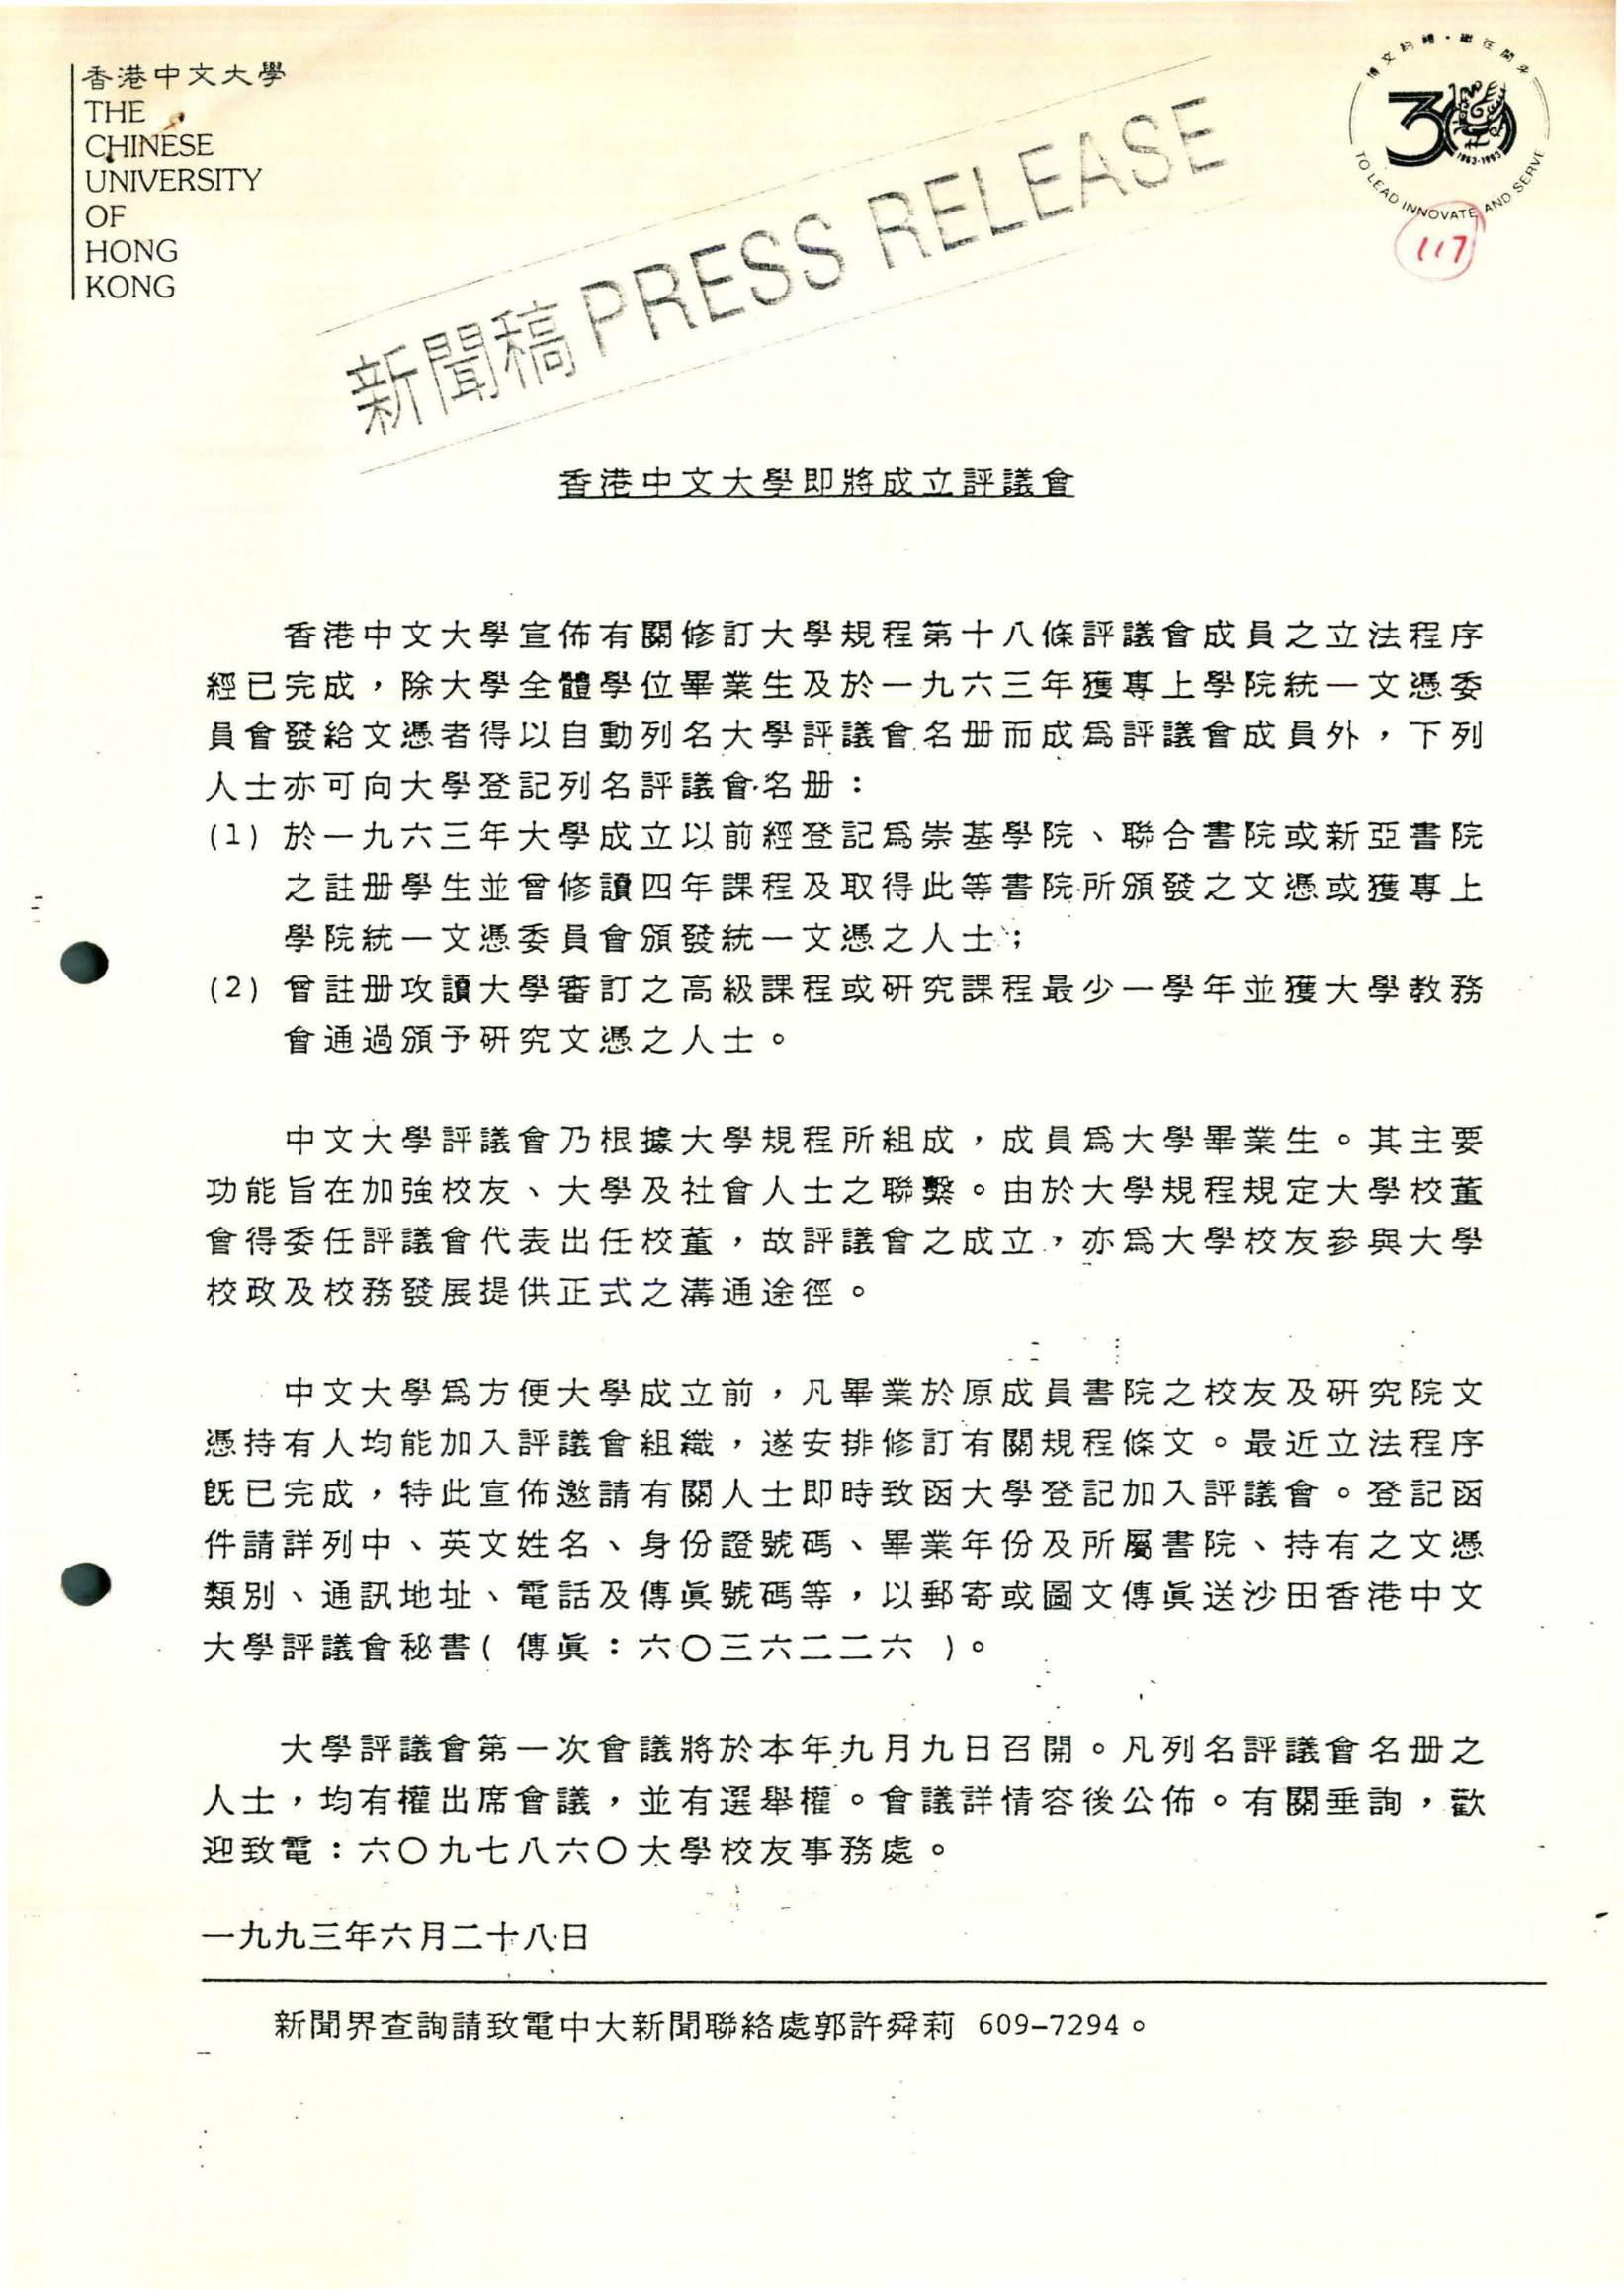 香港中文大學
THE
CHINESE
UNIVERSITY
OF
HONG
KONG
博文約禮·繼往開來
30
1963-1993
TO LEAD INNOVATE AND SERVE
117
新聞稿 PRESS RELEASE
香港中文大學即將成立評議會
香港中文大學宣佈有關修訂大學規程第十八條評議會成員之立法程序
經已完成，除大學全體學位畢業生及於一九六三年獲專上學院統一文憑委
員會發給文憑者得以自動列名大學評議會名册而成爲評議會成員外，下列
人士亦可向大學登記列名評議會名册：
(1) 於一九六三年大學成立以前經登記爲崇基學院、聯合書院或新亞書院
之註册學生並曾修讀四年課程及取得此等書院所頒發之文憑或獲專上
學院統一文憑委員會頒發統一文憑之人士；
(2) 曾註册攻讀大學審訂之高級課程或研究課程最少一學年並獲大學教務
會通過頒予研究文憑之人士。
中文大學評議會乃根據大學規程所組成，成員爲大學畢業生。其主要
功能旨在加強校友、大學及社會人士之聯繫。由於大學規程規定大學校董
會得委任評議會代表出任校董，故評議會之成立，亦爲大學校友參與大學
校政及校務發展提供正式之溝通途徑。
中文大學爲方便大學成立前，凡畢業於原成員書院之校友及研究院文
憑持有人均能加入評議會組織，遂安排修訂有關規程條文。最近立法程序
既已完成，特此宣佈邀請有關人士即時致函大學登記加入評議會。登記函
件請詳列中、英文姓名、身份證號碼、畢業年份及所屬書院、持有之文憑
類別、通訊地址、電話及傳眞號碼等，以郵寄或圖文傳眞送沙田香港中文
大學評議會秘書( 傳眞：六〇三六二二六 )。
大學評議會第一次會議將於本年九月九日召開。凡列名評議會名册之
人士，均有權出席會議，並有選舉權。會議詳情容後公佈。有關垂詢，歡
迎致電：六〇九七八六〇大學校友事務處。
一九九三年六月二十八日
新聞界查詢請致電中大新聞聯絡處郭許舜莉 609-7294。